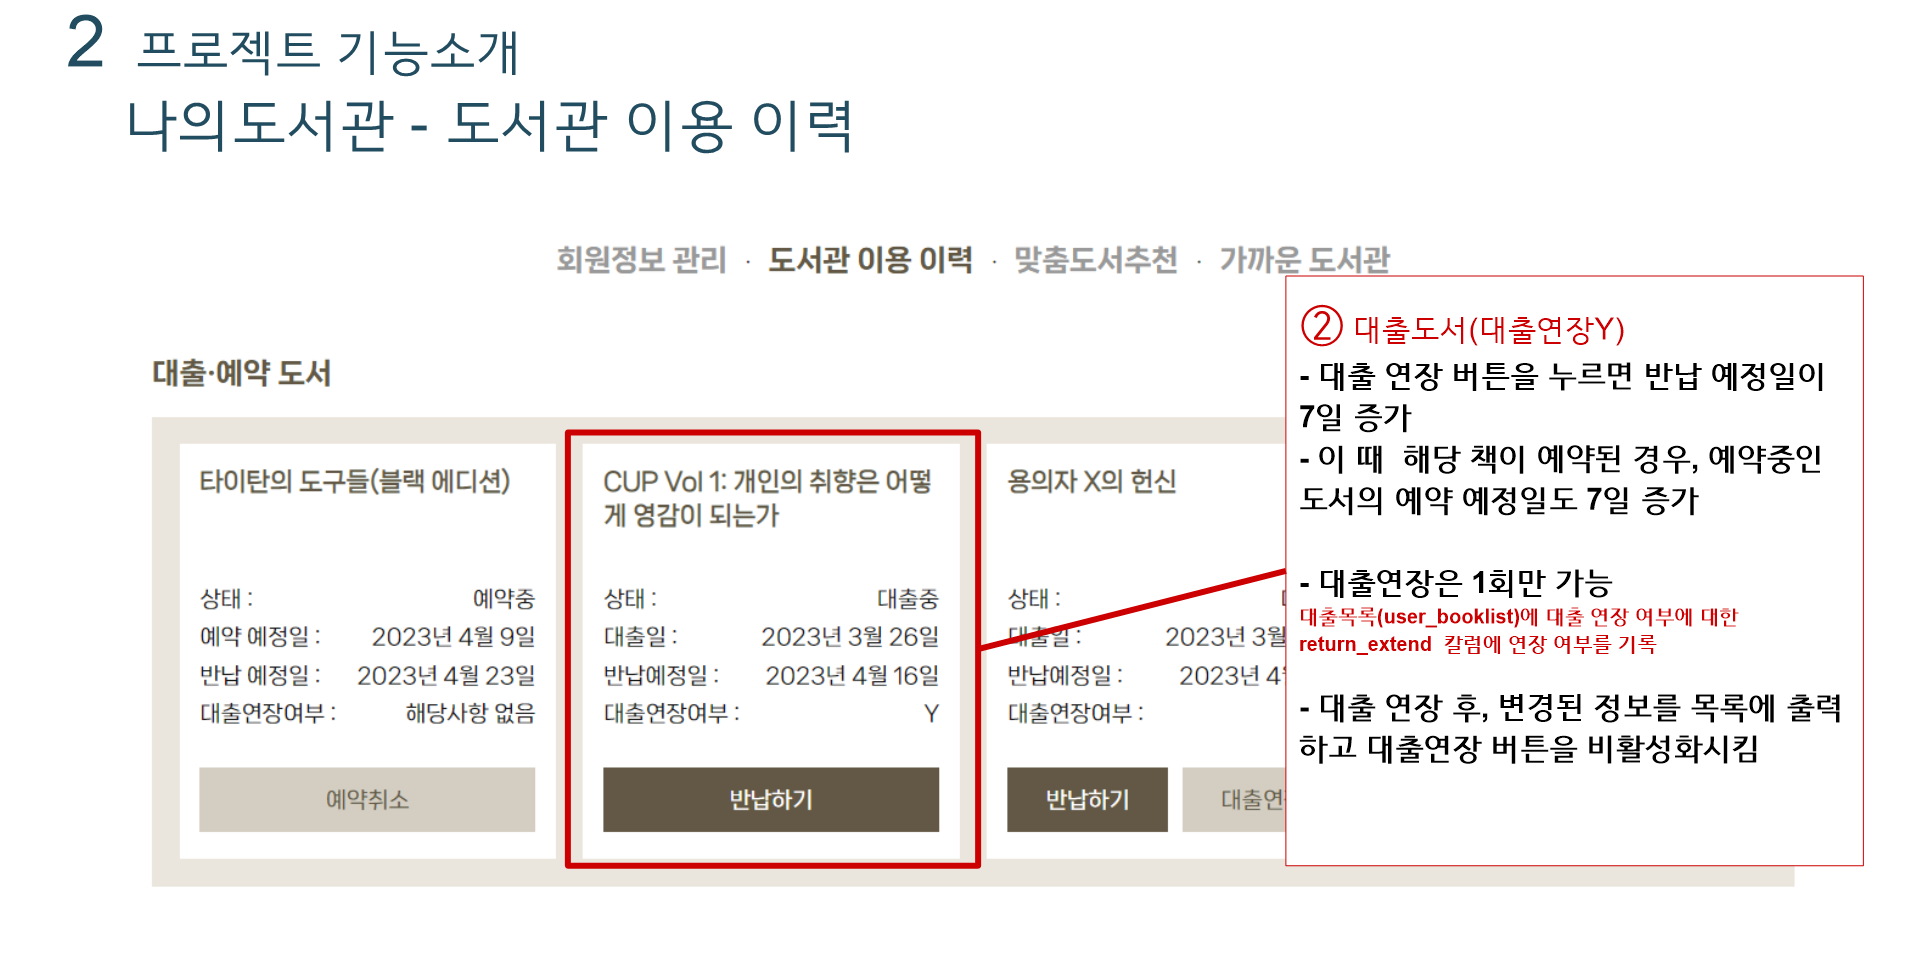 2 프로젝트 기능소개
나의도서관 - 도서관 이용 이력
회원정보 관리 · 도서관 이용 이력 · 맞춤도서추천 · 가까운 도서관
대출·예약 도서
타이탄의 도구들(블랙 에디션)
상태 : 예약중
예약 예정일 : 2023년 4월 9일
반납 예정일 : 2023년 4월 23일
대출연장여부 : 해당사항 없음
예약취소
CUP Vol 1: 개인의 취향은 어떻
게 영감이 되는가
상태 : 대출중
대출일 : 2023년 3월 26일
반납예정일 : 2023년 4월 16일
대출연장여부 : Y
반납하기
용의자 X의 헌신
상태 :
대출일 : 2023년 3월
반납예정일 : 2023년 4
대출연장여부 :
반납하기 대출연
② 대출도서(대출연장Y)
- 대출 연장 버튼을 누르면 반납 예정일이
7일 증가
- 이 때 해당 책이 예약된 경우, 예약중인
도서의 예약 예정일도 7일 증가
- 대출연장은 1회만 가능
대출목록(user_booklist)에 대출 연장 여부에 대한
return_extend 칼럼에 연장 여부를 기록
- 대출 연장 후, 변경된 정보를 목록에 출력
하고 대출연장 버튼을 비활성화시킴